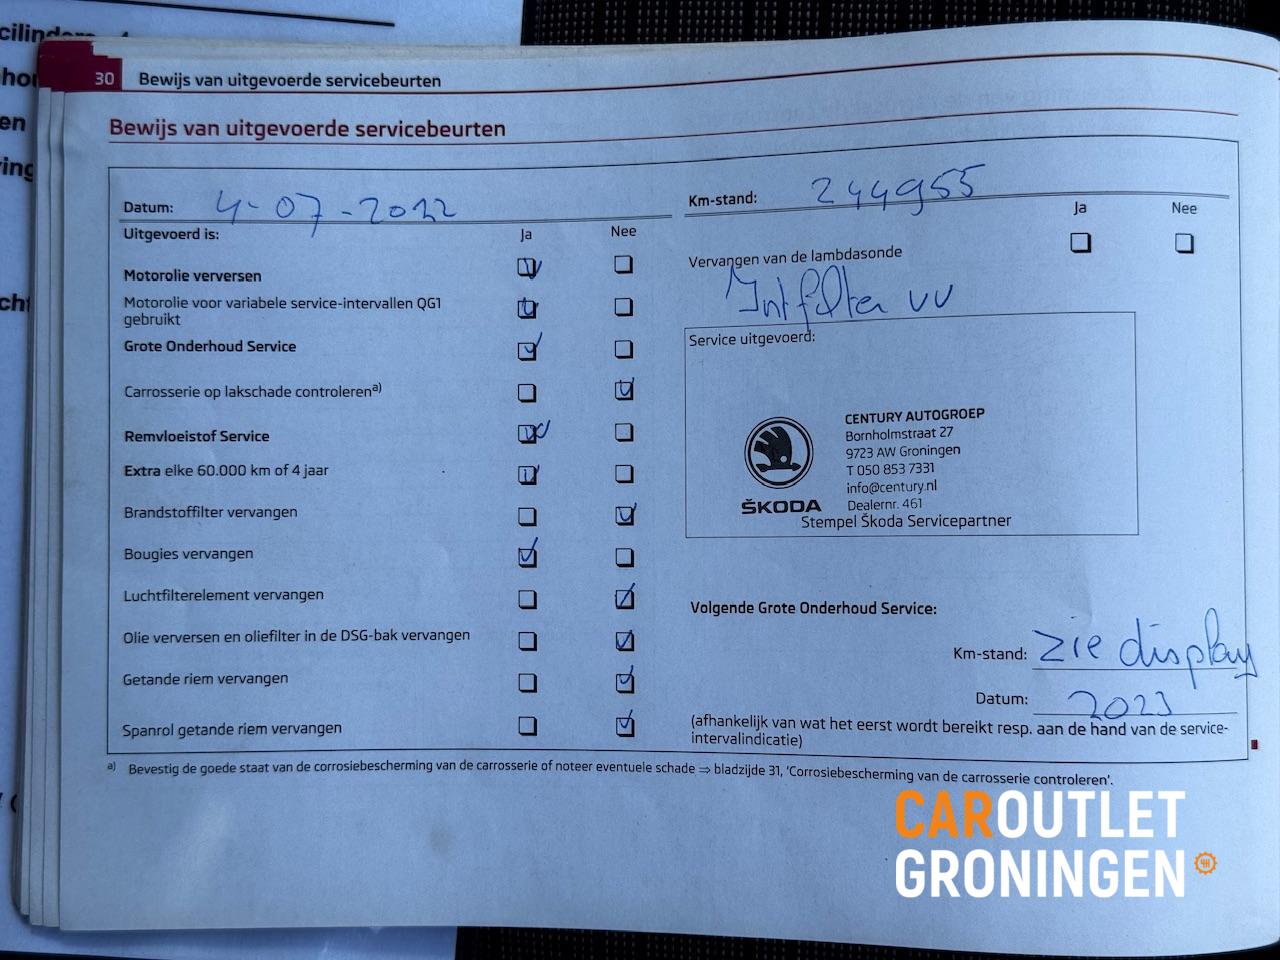 30 Bewijs van uitgevoerde servicebeurten
Bewijs van uitgevoerde servicebeurten
Datum: 4-07-2022
Km-stand: 244955
Uitgevoerd is:
Ja Nee
Ja Nee
Motorolie verversen
Vervangen van de lambdasonde
Motorolie voor variabele service-intervallen QG1
gebruikt
Int filter vv
Grote Onderhoud Service
Service uitgevoerd:
Carrosserie op lakschade controleren a)
Remvloeistof Service
Extra elke 60.000 km of 4 jaar
Brandstoffilter vervangen
Bougies vervangen
Luchtfilterelement vervangen
Olie verversen en oliefilter in de DSG-bak vervangen
Getande riem vervangen
Spanrol getande riem vervangen
CENTURY AUTOGROEP
Bornholmstraat 27
9723 AW Groningen
T 050 853 7331
info@century.nl
Dealernr. 461
ŠKODA
Stempel Škoda Servicepartner
Volgende Grote Onderhoud Service:
Km-stand: zie display
Datum: 2023
(afhankelijk van wat het eerst wordt bereikt resp. aan de hand van de service-
intervalindicatie)
a) Bevestig de goede staat van de corrosiebescherming van de carrosserie of noteer eventuele schade ⇒ bladzijde 31, 'Corrosiebescherming van de carrosserie controleren'.
CAROUTLET
GRONINGEN